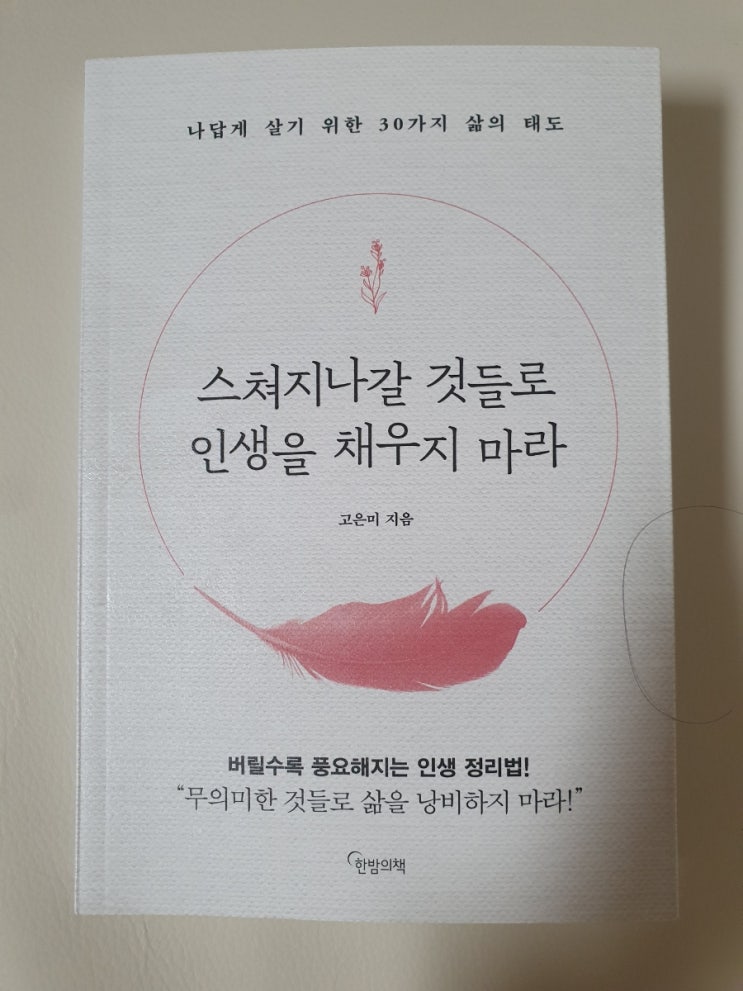 나답게 살기 위한 30가지 삶의 태도
스쳐지나갈 것들로
인생을 채우지 마라
고은미 지음
버릴수록 풍요해지는 인생 정리법!
“무의미한 것들로 삶을 낭비하지 마라!”
한밤의책